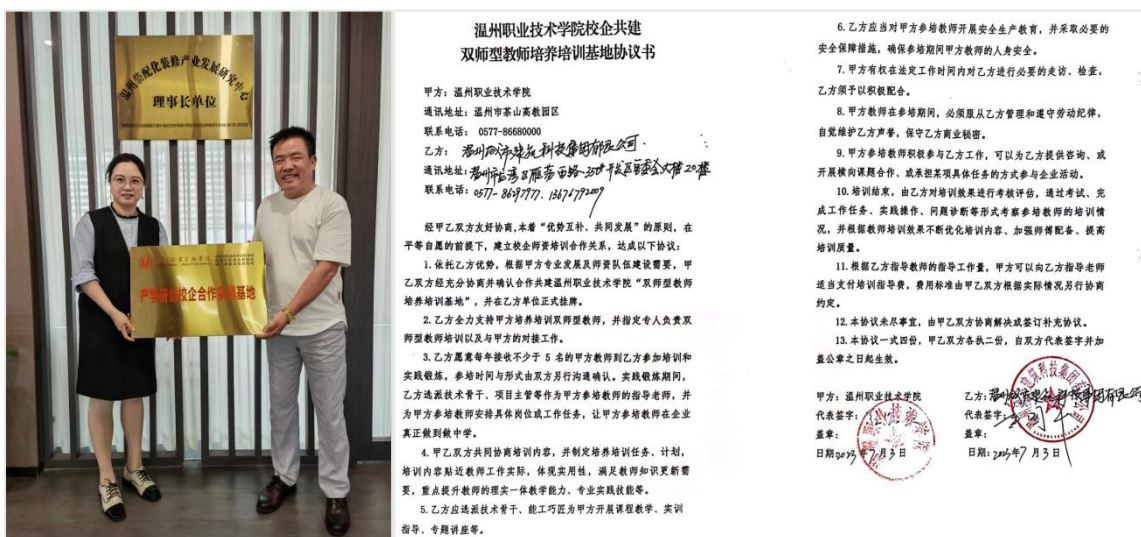 温州装配化装修产业发展研究中心
理事长单位
产学研创校企合作实训基地
温州职业技术学院校企共建
双师型教师培养培训基地协议书
甲方：温州职业技术学院
通讯地址：温州市茶山高教园区
联系电话： 0577-86680000
乙方：
通讯地址：
联系电话：
经甲乙双方友好协商，本着“优势互补、共同发展”的原则，在
平等自愿的前提下，建立校企师资培训合作关系，达成以下协议：
1.依托乙方优势，根据甲方专业发展及师资队伍建设需要，甲
乙双方经充分协商并确认合作共建温州职业技术学院“双师型教师
培养培训基地”，并在乙方单位正式挂牌。
2.乙方全力支持甲方培养培训双师型教师，并指定专人负责双
师型教师培训以及与甲方的对接工作。
3.乙方愿意每年接收不少于 5 名的甲方教师到乙方参加培训和
实践锻炼，参培时间与形式由双方另行沟通确认。实践锻炼期间，
乙方选派技术骨干、项目主管等作为甲方参培教师的指导老师，并
为甲方参培教师安排具体岗位或工作任务，让甲方参培教师在企业
真正做到做中学。
4.甲乙双方共同协商培训内容，并制定培养培训任务、计划，
培训内容贴近教师工作实际，体现实用性，满足教师知识更新需
要，重点提升教师的理实一体教学能力、专业实践技能等。
5.乙方应选派技术骨干、能工巧匠为甲方开展课程教学、实训
指导、专题讲座等。
6.乙方应当对甲方参培教师开展安全生产教育，并采取必要的
安全保障措施，确保参培期间甲方教师的人身安全。
7.甲方有权在法定工作时间内对乙方进行必要的走访、检查，
乙方须予以积极配合。
8.甲方教师在参培期间，必须服从乙方管理和遵守劳动纪律，
自觉维护乙方声誉，保守乙方商业秘密。
9.甲方参培教师积极参与乙方工作，可以为乙方提供咨询、或
开展横向课题合作、或承担某项具体任务的方式参与企业活动。
10.培训结束，由乙方对培训效果进行考核评估，通过考试、完
成工作任务、实践操作、问题诊断等形式考察参培教师的培训情
况，并根据教师培训效果不断优化培训内容、加强师傅配备、提高
培训质量。
11.根据乙方指导教师的指导工作量，甲方可以向乙方指导老师
适当支付培训指导费，费用标准由甲乙双方根据实际情况另行协商
约定。
12.本协议未尽事宜，由甲乙双方协商解决或签订补充协议。
13.本协议一式四份，甲乙双方各执二份，自双方代表签字并加
盖公章之日起生效。
甲方：温州职业技术学院
代表签字：
盖章：
日期：2023年7月3日
乙方：
代表签字：
盖章：
日期：2023年7月3日